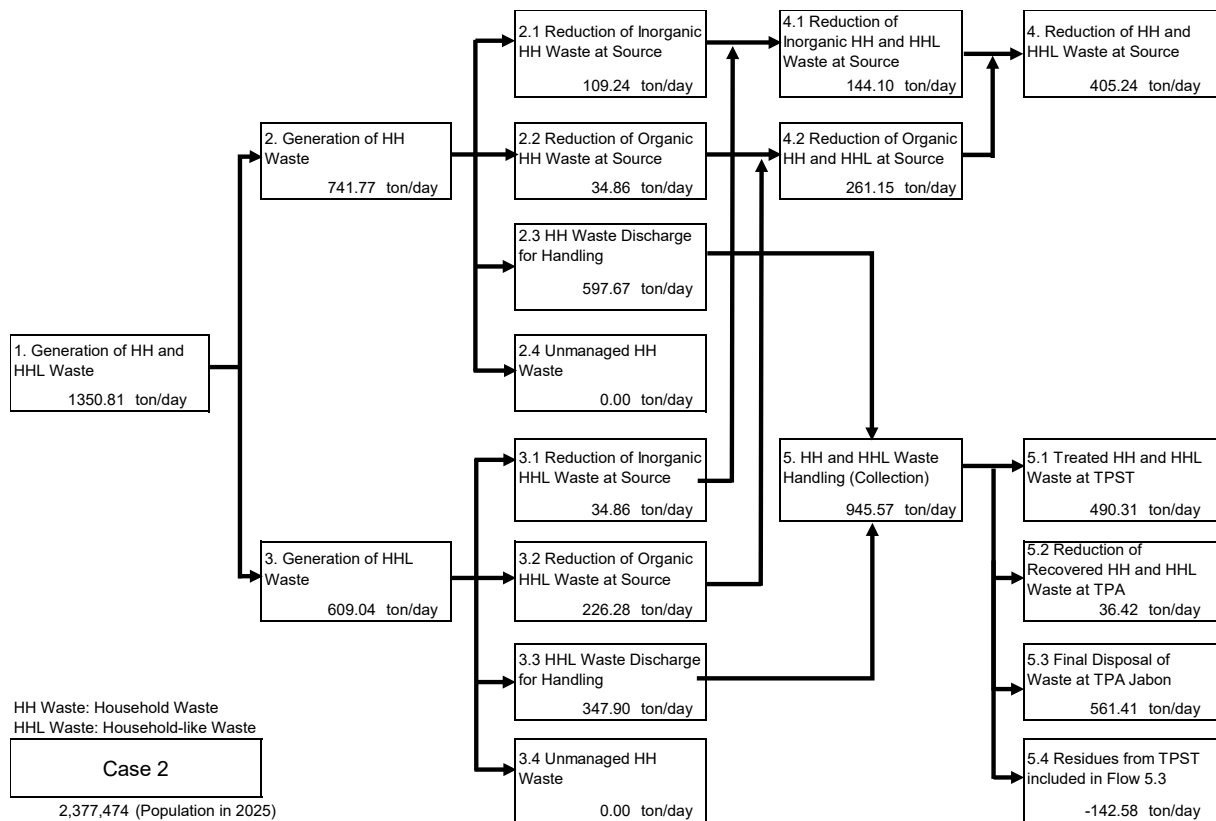 1. Generation of HH and
HHL Waste
1350.81 ton/day
2. Generation of HH
Waste
741.77 ton/day
3. Generation of HHL
Waste
609.04 ton/day
2.1 Reduction of Inorganic
HH Waste at Source
109.24 ton/day
2.2 Reduction of Organic
HH Waste at Source
34.86 ton/day
2.3 HH Waste Discharge
for Handling
597.67 ton/day
2.4 Unmanaged HH
Waste
0.00 ton/day
3.1 Reduction of Inorganic
HHL Waste at Source
34.86 ton/day
3.2 Reduction of Organic
HHL Waste at Source
226.28 ton/day
3.3 HHL Waste Discharge
for Handling
347.90 ton/day
3.4 Unmanaged HH
Waste
0.00 ton/day
4.1 Reduction of
Inorganic HH and HHL
Waste at Source
144.10 ton/day
4.2 Reduction of Organic
HH and HHL at Source
261.15 ton/day
4. Reduction of HH and
HHL Waste at Source
405.24 ton/day
5. HH and HHL Waste
Handling (Collection)
945.57 ton/day
5.1 Treated HH and HHL
Waste at TPST
490.31 ton/day
5.2 Reduction of
Recovered HH and HHL
Waste at TPA
36.42 ton/day
5.3 Final Disposal of
Waste at TPA Jabon
561.41 ton/day
5.4 Residues from TPST
included in Flow 5.3
-142.58 ton/day
HH Waste: Household Waste
HHL Waste: Household-like Waste
Case 2
2,377,474 (Population in 2025)